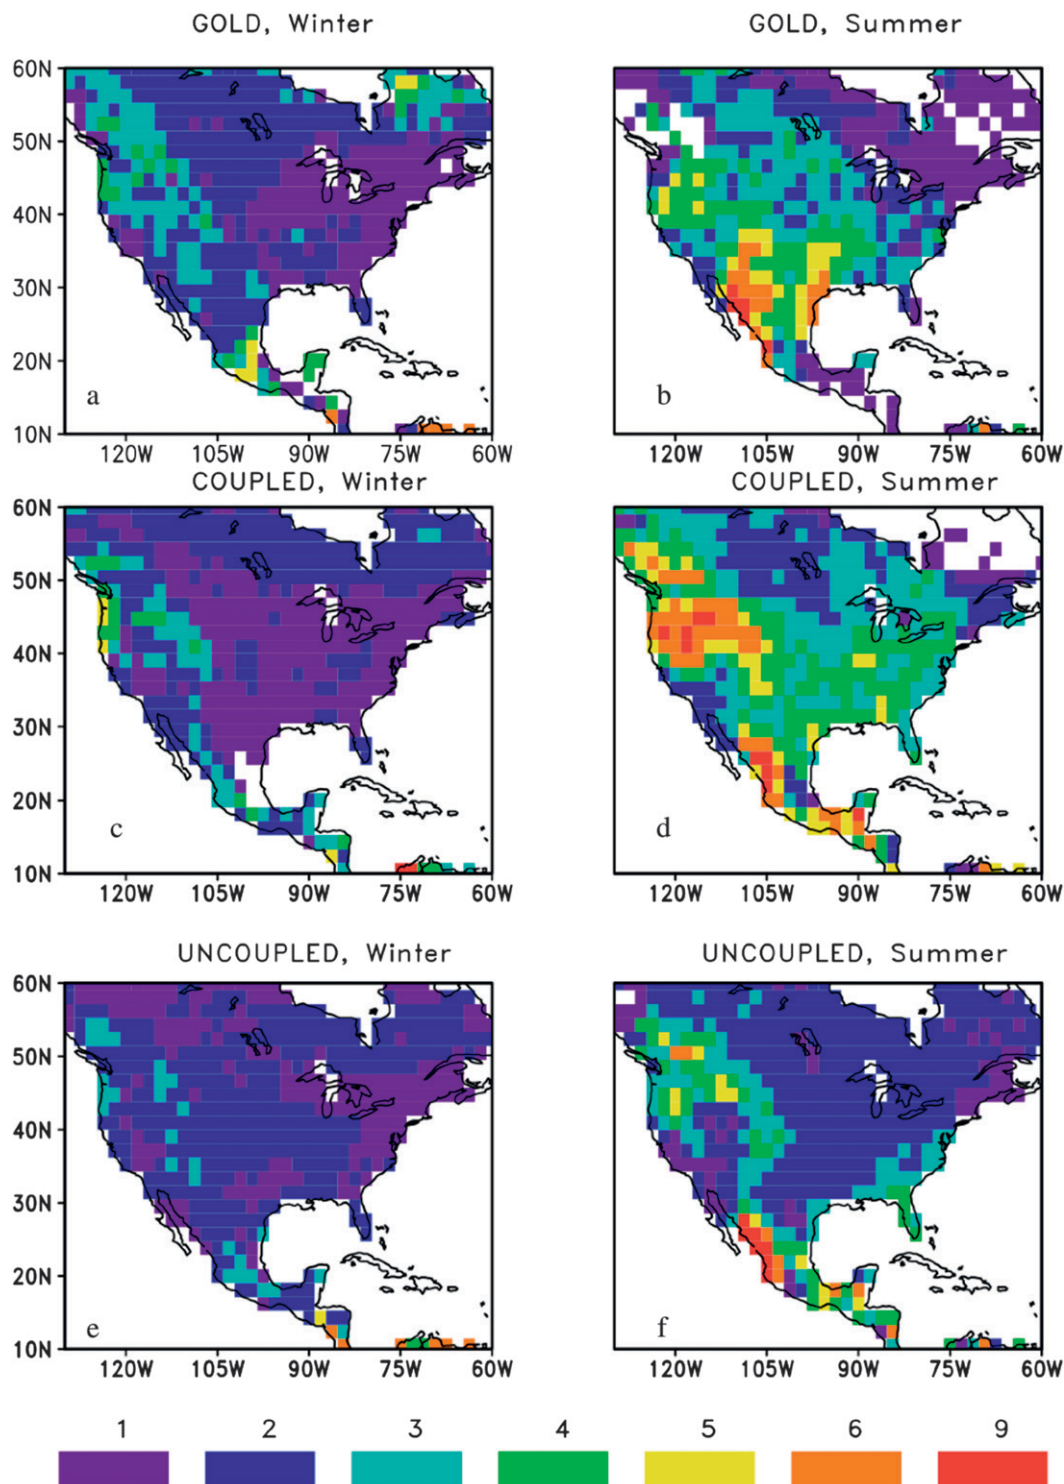 GOLD, Winter GOLD, Summer
60N
50N
40N
30N
20N
10N
a b
120W 105W 90W 75W 60W 120W 105W 90W 75W 60W
COUPLED, Winter COUPLED, Summer
60N
50N
40N
30N
20N
10N
c d
120W 105W 90W 75W 60W 120W 105W 90W 75W 60W
UNCOUPLED, Winter UNCOUPLED, Summer
60N
50N
40N
30N
20N
10N
e f
120W 105W 90W 75W 60W 120W 105W 90W 75W 60W
1 2 3 4 5 6 9